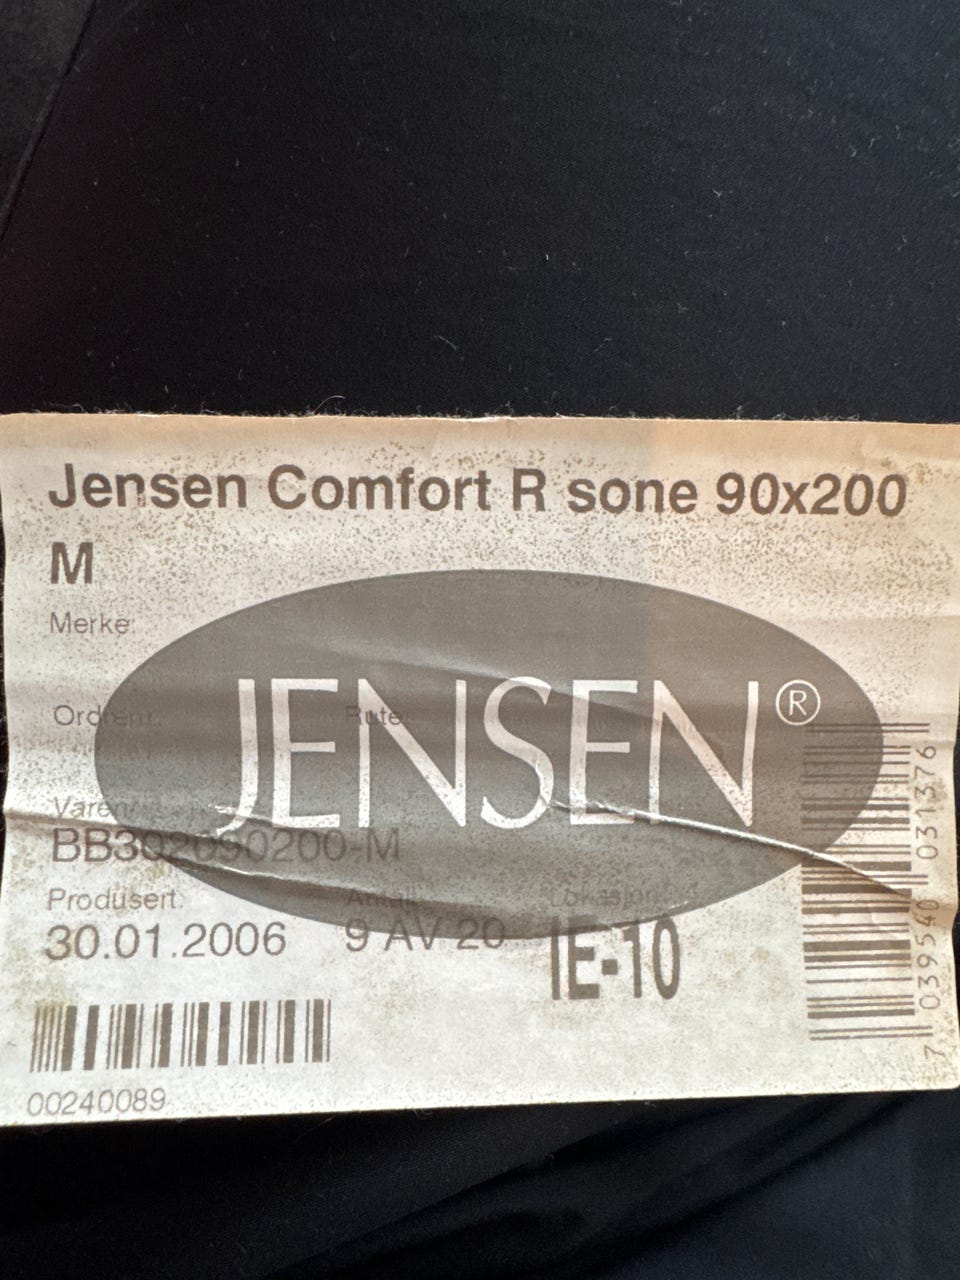 Jensen Comfort R sone 90x200
M
Merke:
Ordrenr.: Rute:
JENSEN®
Varenr:
BB302090200-M
Produsert: Antall: Lokasjon:
30.01.2006 9 AV 20 IE-10
00240089
7 039540 031376